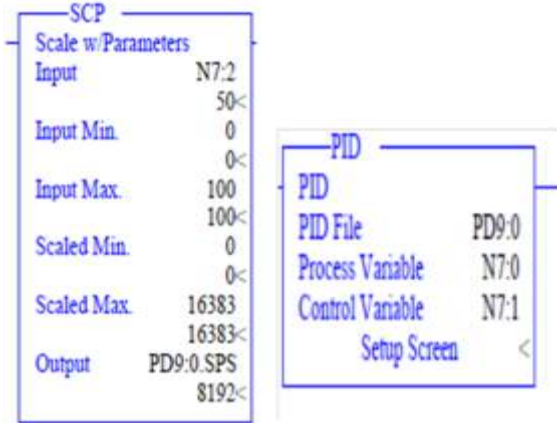 SCP
Scale w/Parameters
Input N7:2
50<
Input Min. 0
0<
Input Max. 100
100<
Scaled Min. 0
0<
Scaled Max. 16383
16383<
Output PD9:0.SPS
8192<
PID
PID
PID File PD9:0
Process Variable N7:0
Control Variable N7:1
Setup Screen <